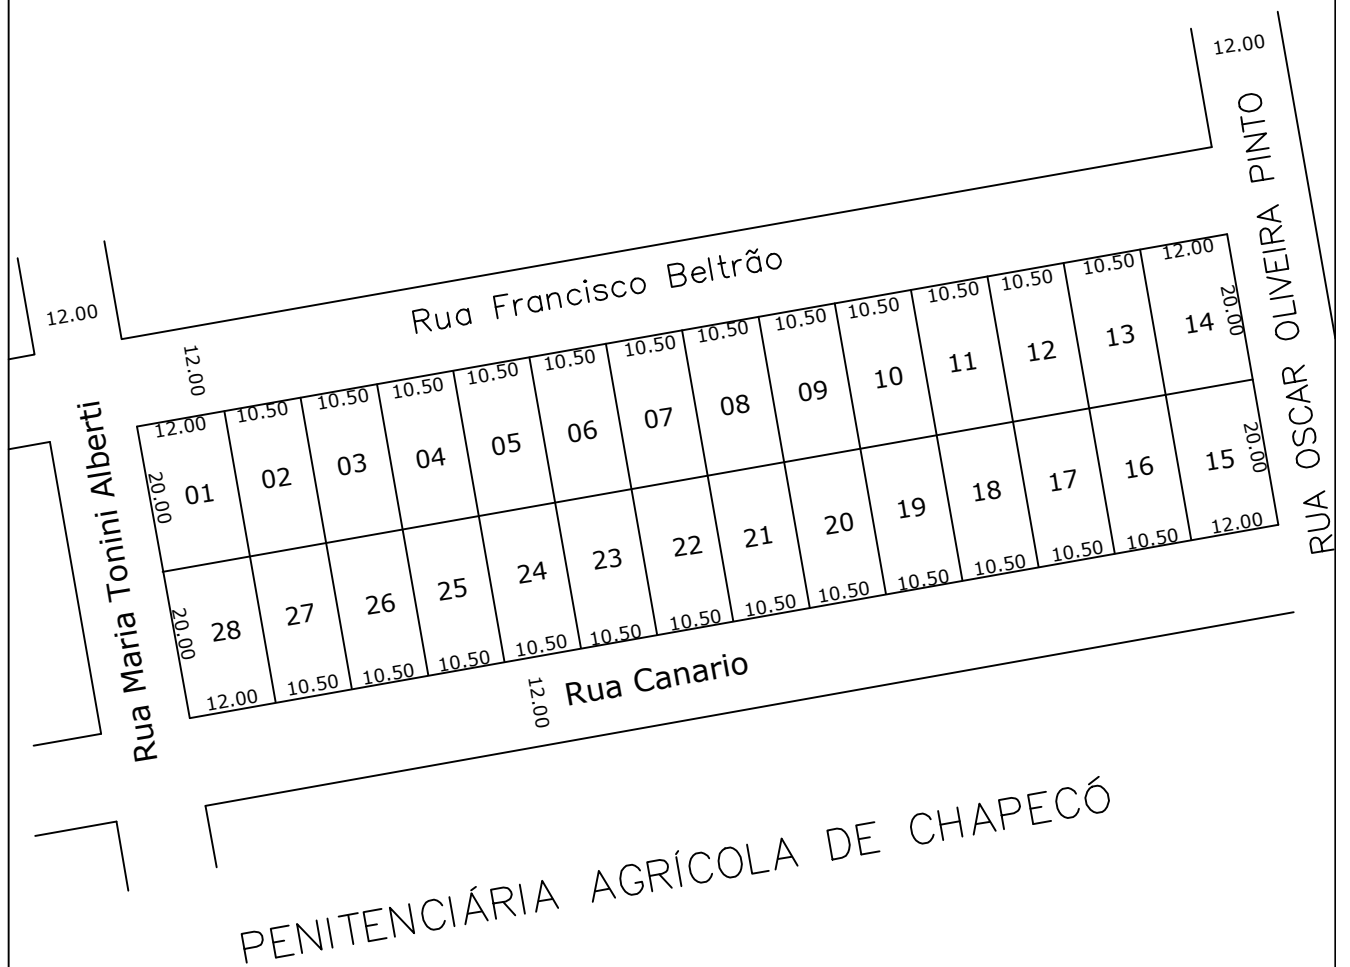 12.00
RUA OSCAR OLIVEIRA PINTO
12.00
Rua Francisco Beltrão
12.00
Rua Maria Tonini Alberti
12.00 10.50 10.50 10.50 10.50 10.50 10.50 10.50 10.50 10.50 10.50 10.50 10.50 12.00
20.00 01 02 03 04 05 06 07 08 09 10 11 12 13 14 20.00
20.00 28 27 26 25 24 23 22 21 20 19 18 17 16 15 20.00
12.00 10.50 10.50 10.50 10.50 10.50 10.50 10.50 10.50 10.50 10.50 10.50 10.50 12.00
12.00
Rua Canario
PENITENCIÁRIA AGRÍCOLA DE CHAPECÓ